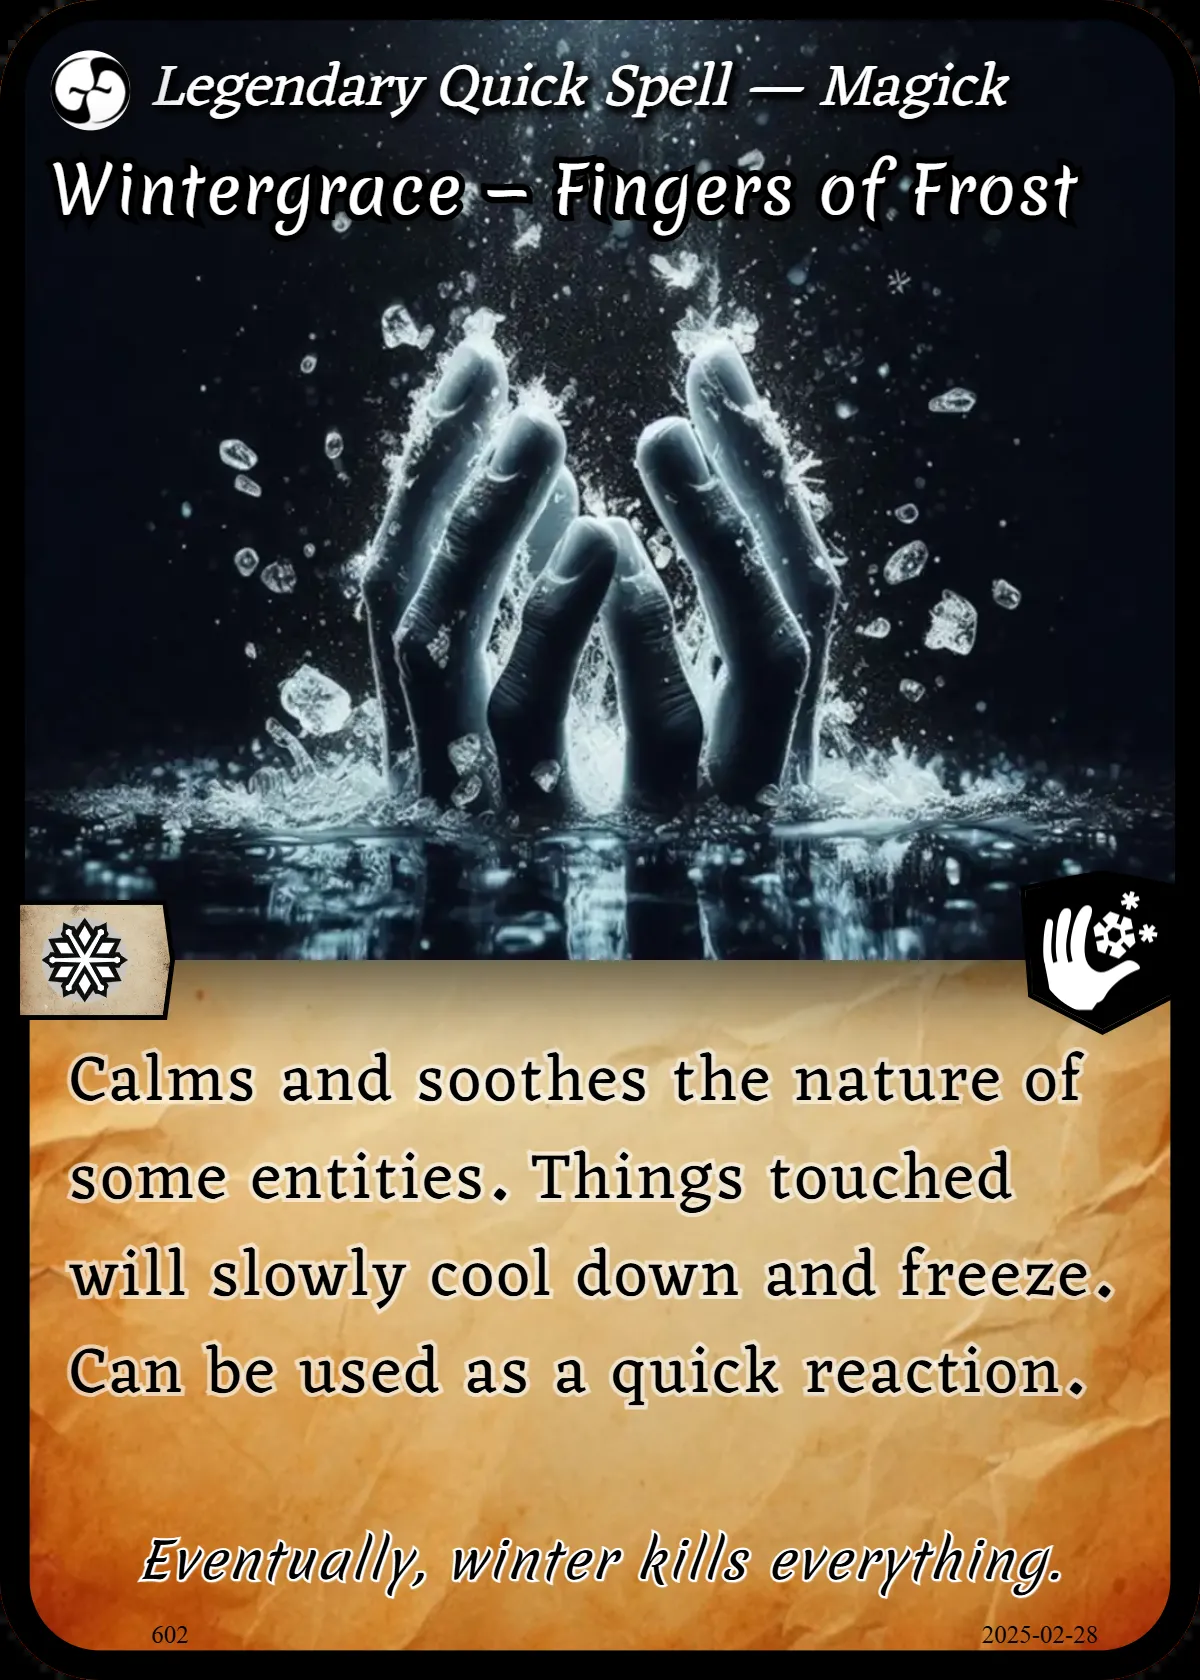 Legendary Quick Spell — Magick
Wintergrace – Fingers of Frost
Calms and soothes the nature of
some entities. Things touched
will slowly cool down and freeze.
Can be used as a quick reaction.
Eventually, winter kills everything.
602
2025-02-28